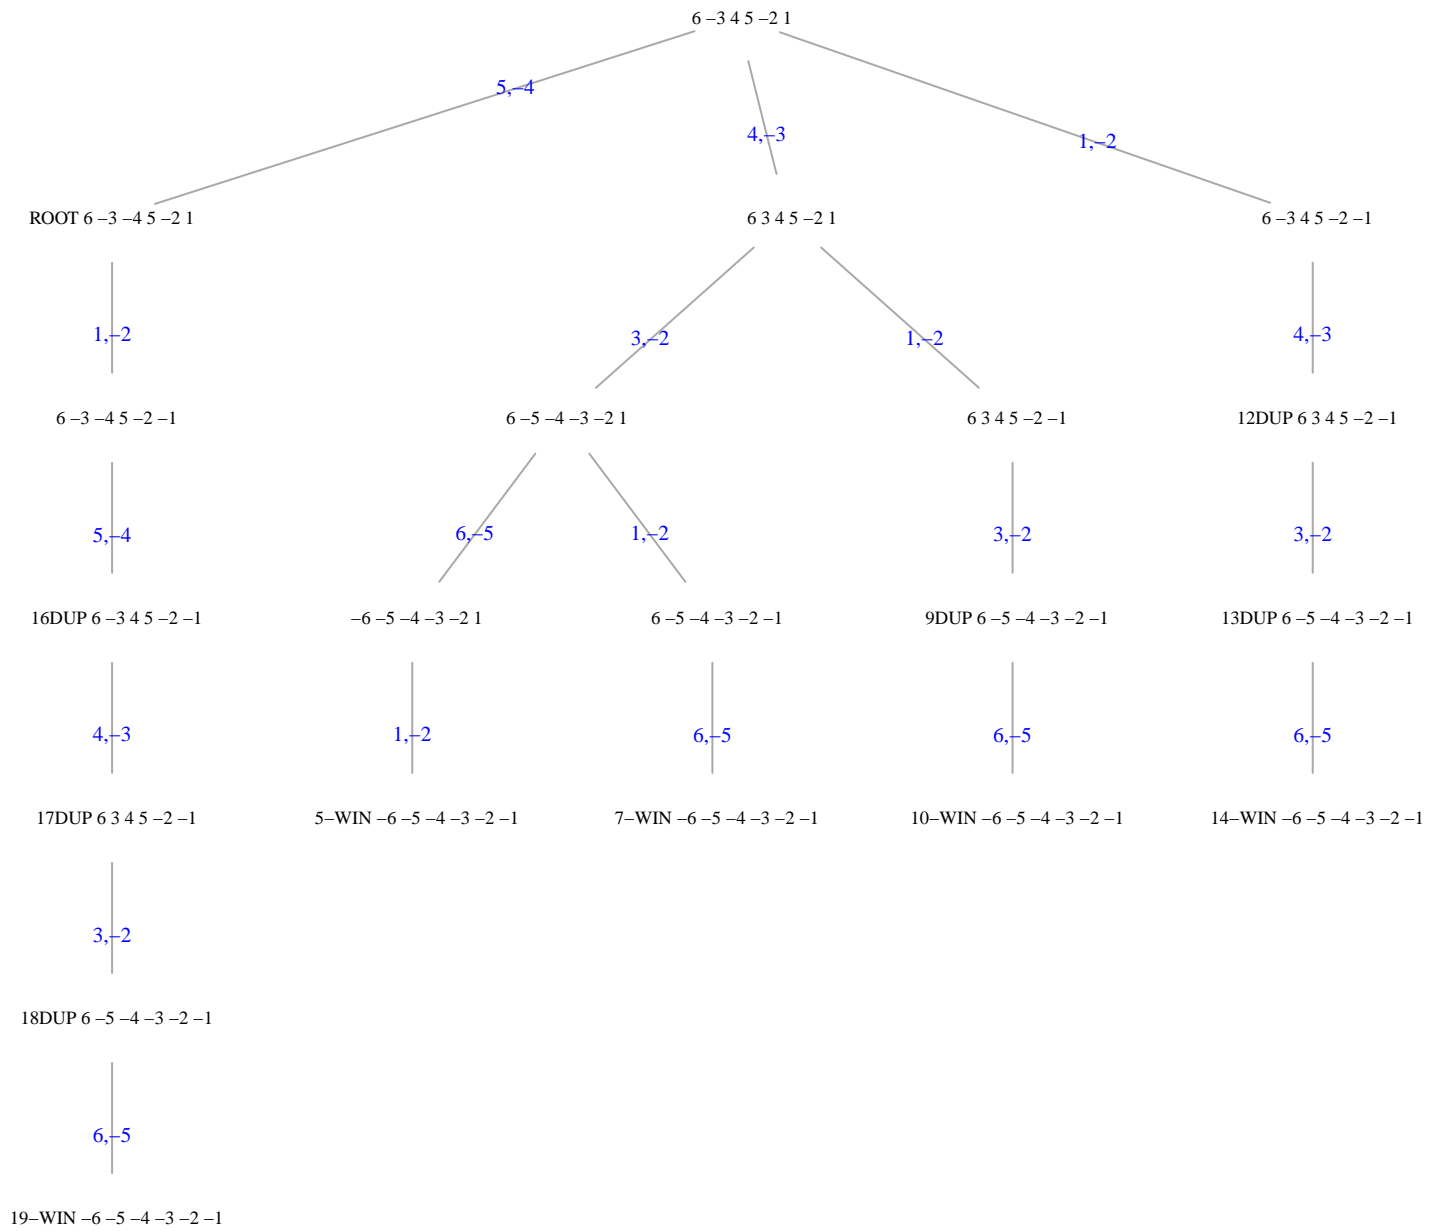 6 –3 4 5 –2 1
5,–4
4,–3
1,–2
ROOT 6 –3 –4 5 –2 1
6 3 4 5 –2 1
6 –3 4 5 –2 –1
1,–2
3,–2
1,–2
4,–3
6 –3 –4 5 –2 –1
6 –5 –4 –3 –2 1
6 3 4 5 –2 –1
12DUP 6 3 4 5 –2 –1
5,–4
6,–5
1,–2
3,–2
3,–2
16DUP 6 –3 4 5 –2 –1
–6 –5 –4 –3 –2 1
6 –5 –4 –3 –2 –1
9DUP 6 –5 –4 –3 –2 –1
13DUP 6 –5 –4 –3 –2 –1
4,–3
1,–2
6,–5
6,–5
6,–5
17DUP 6 3 4 5 –2 –1
5–WIN –6 –5 –4 –3 –2 –1
7–WIN –6 –5 –4 –3 –2 –1
10–WIN –6 –5 –4 –3 –2 –1
14–WIN –6 –5 –4 –3 –2 –1
3,–2
18DUP 6 –5 –4 –3 –2 –1
6,–5
19–WIN –6 –5 –4 –3 –2 –1